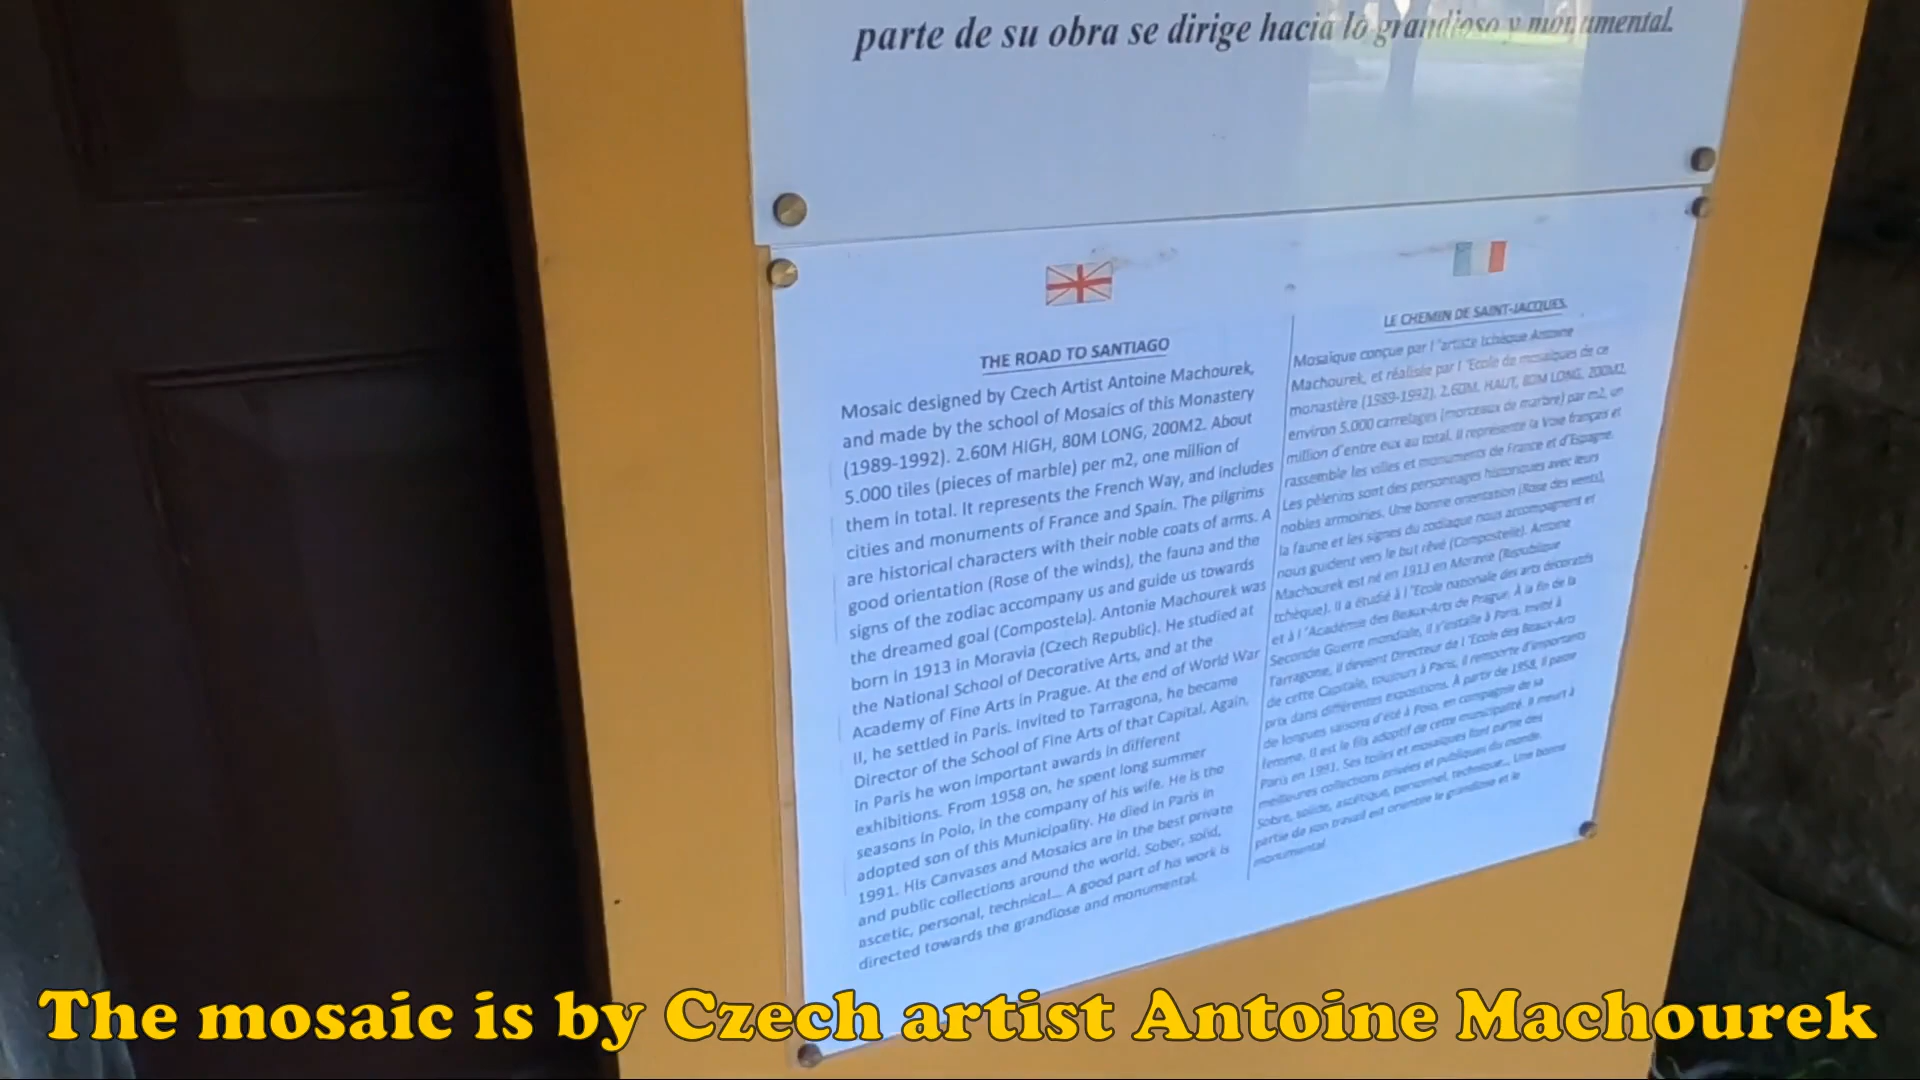 parte de su obra se dirige hacia lo grandioso y monumental.
THE ROAD TO SANTIAGO
Mosaic designed by Czech Artist Antoine Machourek,
and made by the school of Mosaics of this Monastery
(1989-1992). 2.60M HIGH, 80M LONG, 200M2. About
5.000 tiles (pieces of marble) per m2, one million of
them in total. It represents the French Way, and includes
cities and monuments of France and Spain. The pilgrims
are historical characters with their noble coats of arms. A
good orientation (Rose of the winds), the fauna and the
signs of the zodiac accompany us and guide us towards
the dreamed goal (Compostela). Antonie Machourek was
born in 1913 in Moravia (Czech Republic). He studied at
the National School of Decorative Arts, and at the
Academy of Fine Arts in Prague. At the end of World War
II, he settled in Paris. Invited to Tarragona, he became
Director of the School of Fine Arts of that Capital. Again,
in Paris he won important awards in different
exhibitions. From 1958 on, he spent long summer
seasons in Poio, in the company of his wife. He is the
adopted son of this Municipality. He died in Paris in
1991. His Canvases and Mosaics are in the best private
and public collections around the world. Sober, solid,
ascetic, personal, technical... A good part of his work is
directed towards the grandiose and monumental.
LE CHEMIN DE SAINT-JACQUES.
Mosaïque conçue par l 'artiste tchèque Antoine
Machourek, et réalisée par l 'Ecole de mosaïques de ce
monastère (1989-1992). 2.60M. HAUT, 80M LONG, 200M2,
environ 5.000 carrelages (morceaux de marbre) par m2, un
million d'entre eux au total. Il représente la Voie français et
rassemble les villes et monuments de France et d'Espagne.
Les pèlerins sont des personnages historiques avec leurs
nobles armoiries. Une bonne orientation (Rose des vents),
la faune et les signes du zodiaque nous accompagnent et
nous guident vers le but rêvé (Compostelle). Antoine
Machourek est né en 1913 en Moravie (République
tchèque). Il a étudié à l 'Ecole nationale des arts décoratifs
et à l 'Académie des Beaux-Arts de Prague. À la fin de la
Seconde Guerre mondiale, il s'installe à Paris. Invité à
Tarragone, il devient Directeur de l 'Ecole des Beaux-Arts
de cette Capitale, toujours à Paris, il remporte d'importants
prix dans différentes expositions. À partir de 1958, il passe
de longues saisons d'été à Poio, en compagnie de sa
femme. Il est le fils adoptif de cette municipalité. Il meurt à
Paris en 1991. Ses toiles et mosaïques font partie des
meilleures collections privées et publiques du monde.
Sobre, solide, ascétique, personnel, technique... Une bonne
partie de son travail est orientée le grandiose et le
monumental.
The mosaic is by Czech artist Antoine Machourek